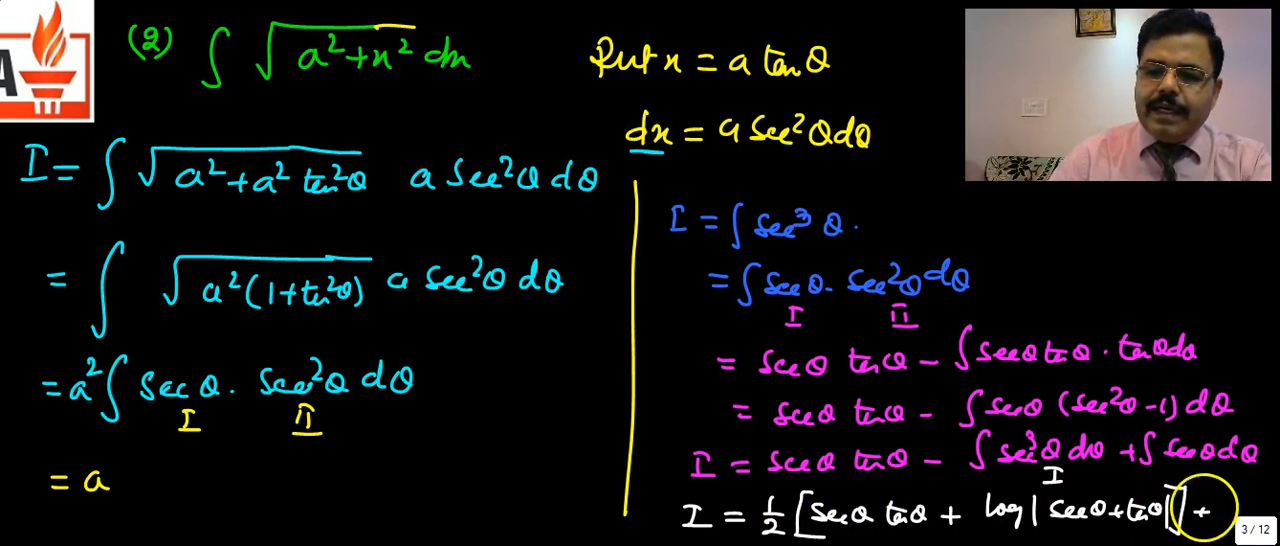 A
(2) ∫ √(a²+x²) dx
Put x = a tanθ
dx = a sec²θ dθ
I = ∫ √(a²+a² tan²θ) a sec²θ dθ
= ∫ √(a²(1+tan²θ)) a sec²θ dθ
= a² ∫ secθ . sec²θ dθ
I II
= a
I = ∫ sec³θ .
= ∫ secθ . sec²θ dθ
I II
= secθ tanθ − ∫ secθ tanθ . tanθ dθ
= secθ tanθ − ∫ secθ (sec²θ −1) dθ
I = secθ tanθ − ∫ sec³θ dθ + ∫ secθ dθ
I
I = 1/2 [secθ tanθ + log|secθ+tanθ|] +
3 / 12